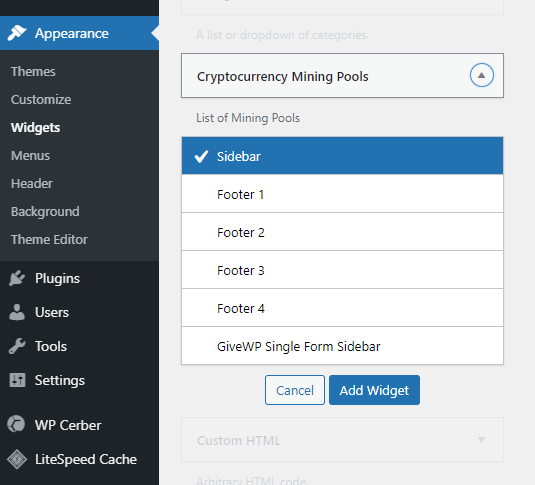 Appearance
Themes
Customize
Widgets
Menus
Header
Background
Theme Editor
Plugins
Users
Tools
Settings
WP Cerber
LiteSpeed Cache
A list or dropdown of categories.
Cryptocurrency Mining Pools
List of Mining Pools
Sidebar
Footer 1
Footer 2
Footer 3
Footer 4
GiveWP Single Form Sidebar
Cancel Add Widget
Custom HTML
Arbitrary HTML code.